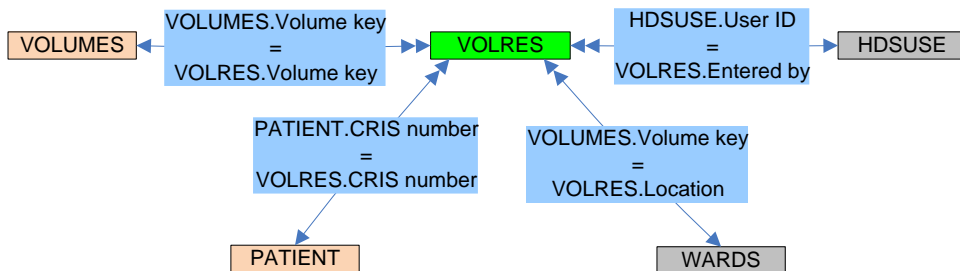 VOLUMES
VOLUMES.Volume key
=
VOLRES.Volume key
VOLRES
HDSUSE.User ID
=
VOLRES.Entered by
HDSUSE
PATIENT.CRIS number
=
VOLRES.CRIS number
VOLUMES.Volume key
=
VOLRES.Location
PATIENT
WARDS